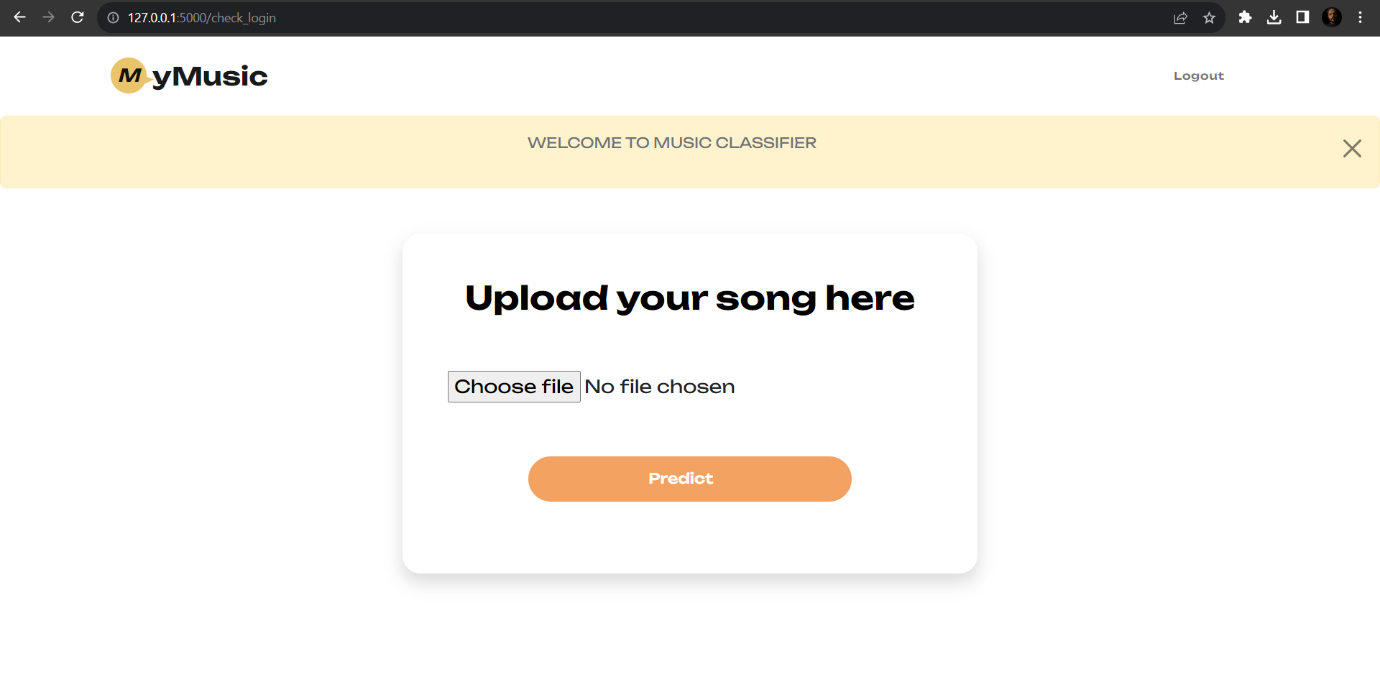 127.0.0.1:5000/check_login
MyMusic
Logout
WELCOME TO MUSIC CLASSIFIER
Upload your song here
Choose file No file chosen
Predict